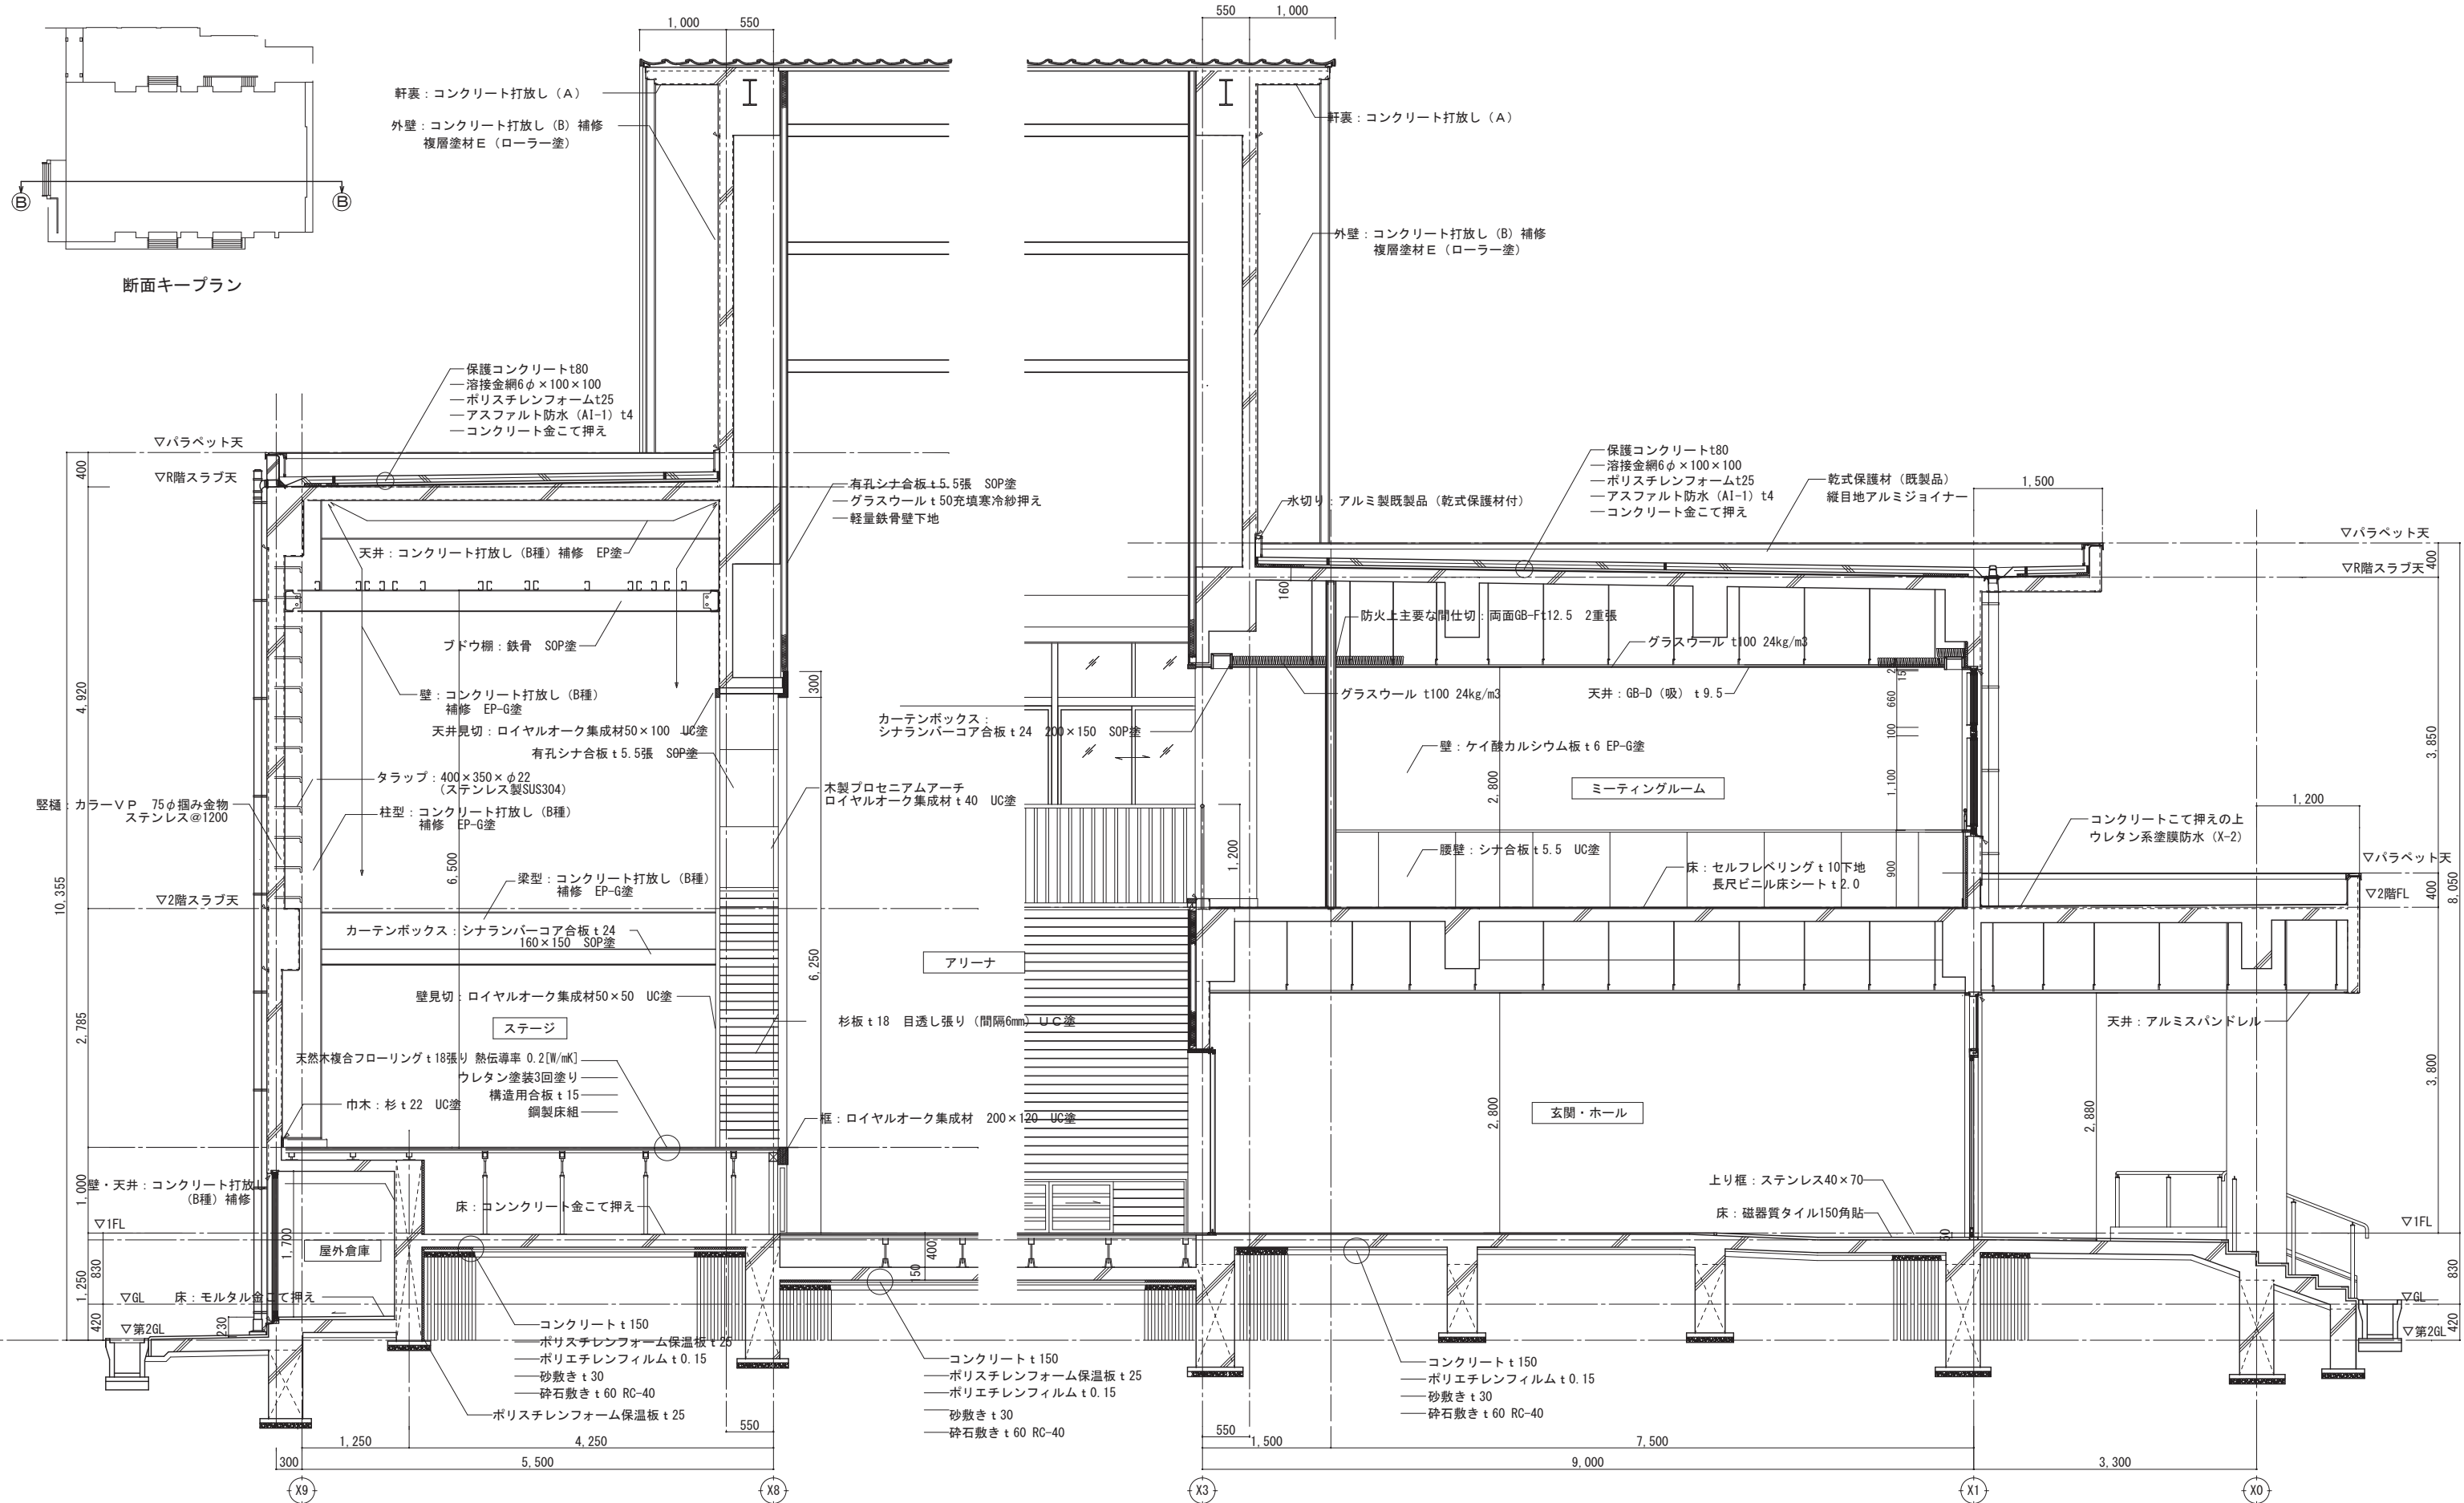 1,000
550
550
1,000
B
B
断面キープラン
軒裏：コンクリート打放し（A）
外壁：コンクリート打放し（B）補修
複層塗材E（ローラー塗）
軒裏：コンクリート打放し（A）
外壁：コンクリート打放し（B）補修
複層塗材E（ローラー塗）
保護コンクリートt80
溶接金網6φ×100×100
ポリスチレンフォームt25
アスファルト防水（AI-1）t4
コンクリート金こて押え
▽パラペット天
▽R階スラブ天
400
有孔シナ合板ｔ5.5張　SOP塗
グラスウールｔ50充填寒冷紗押え
軽量鉄骨壁下地
天井：コンクリート打放し（B種）補修　EP塗
ブドウ棚：鉄骨　SOP塗
壁：コンクリート打放し（B種）
補修　EP-G塗
300
天井見切：ロイヤルオーク集成材50×100　UC塗
有孔シナ合板ｔ5.5張　SOP塗
4,920
タラップ：400×350×φ22
（ステンレス製SUS304）
竪樋：カラーＶＰ　75φ掴み金物
ステンレス@1200
柱型：コンクリート打放し（B種）
補修　EP-G塗
木製プロセニアムアーチ
ロイヤルオーク集成材ｔ40　UC塗
6,500
梁型：コンクリート打放し（B種）
補修　EP-G塗
10,355
▽2階スラブ天
カーテンボックス：シナランバーコア合板ｔ24
160×150　SOP塗
6,250
アリーナ
壁見切：ロイヤルオーク集成材50×50　UC塗
ステージ
杉板ｔ18　目透し張り（間隔6mm）ＵＣ塗
2,785
天然木複合フローリングｔ18張り 熱伝導率 0.2[W/mK]
ウレタン塗装3回塗り
構造用合板ｔ15
鋼製床組
巾木：杉ｔ22　UC塗
框：ロイヤルオーク集成材　200×120　UC塗
1,000
壁・天井：コンクリート打放し
（B種）補修
床：コンンクリート金こて押え
▽1FL
1,700
屋外倉庫
400
150
1,250
830
▽GL
床：モルタル金こて押え
420
▽第2GL
230
コンクリートｔ150
ポリスチレンフォーム保温板ｔ25
ポリエチレンフィルムｔ0.15
砂敷きｔ30
砕石敷きｔ60 RC-40
ポリスチレンフォーム保温板ｔ25
コンクリートｔ150
ポリスチレンフォーム保温板ｔ25
ポリエチレンフィルムｔ0.15
砂敷きｔ30
砕石敷きｔ60 RC-40
550
1,250
4,250
300
5,500
X9
X8
保護コンクリートt80
溶接金網6φ×100×100
ポリスチレンフォームt25
アスファルト防水（AI-1）t4
コンクリート金こて押え
乾式保護材（既製品）
縦目地アルミジョイナー
1,500
水切り：アルミ製既製品（乾式保護材付）
▽パラペット天
400
▽R階スラブ天
160
防火上主要な間仕切：両面GB-Ft12.5　2重張
グラスウール t100 24kg/m3
グラスウール t100 24kg/m3
天井：GB-D（吸）ｔ9.5
660
100
1,100
900
カーテンボックス：
シナランバーコア合板ｔ24　200×150　SOP塗
壁：ケイ酸カルシウム板ｔ6 EP-G塗
2,800
ミーティングルーム
3,850
1,200
コンクリートこて押えの上
ウレタン系塗膜防水（X-2）
1,200
腰壁：シナ合板ｔ5.5　UC塗
床：セルフレベリングｔ10下地
長尺ビニル床シートｔ2.0
▽パラペット天
400
8,050
▽2階FL
天井：アルミスパンドレル
3,800
2,800
玄関・ホール
2,880
上り框：ステンレス40×70
床：磁器質タイル150角貼
▽1FL
830
▽GL
420
▽第2GL
コンクリートｔ150
ポリエチレンフィルムｔ0.15
砂敷きｔ30
砕石敷きｔ60 RC-40
550
1,500
7,500
9,000
3,300
X3
X1
X0